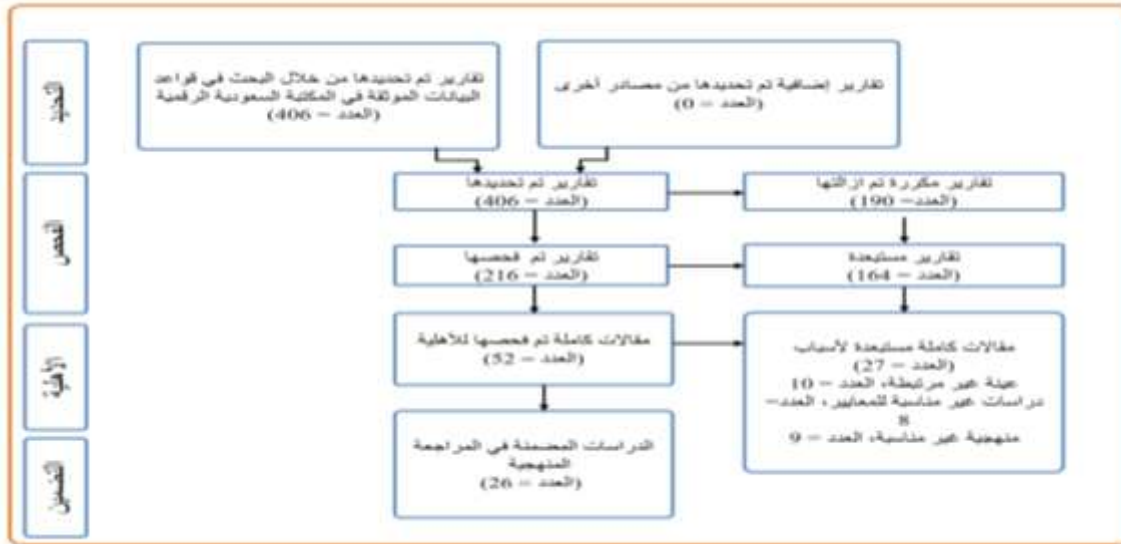 التحديد
تقارير تم تحديدها من خلال البحث في قواعد
البيانات الموثقة في المكتبة السعودية الرقمية
(العدد – 406)
تقارير إضافية تم تحديدها من مصادر أخرى
(العدد – 0)
الفحص
تقارير تم تحديدها
(العدد – 406)
تقارير مكررة تم ازالتها
(العدد– 190)
تقارير تم فحصها
(العدد – 216)
تقارير مستبعدة
(العدد – 164)
الأهلية
مقالات كاملة تم فحصها للأهلية
(العدد – 52)
مقالات كاملة مستبعدة لأسباب
(العدد – 27)
عينة غير مرتبطة، العدد – 10
دراسات غير مناسبة للمعايير، العدد–
8
منهجية غير مناسبة، العدد – 9
التضمين
الدراسات المضمنة في المراجعة
المنهجية
(العدد – 26)